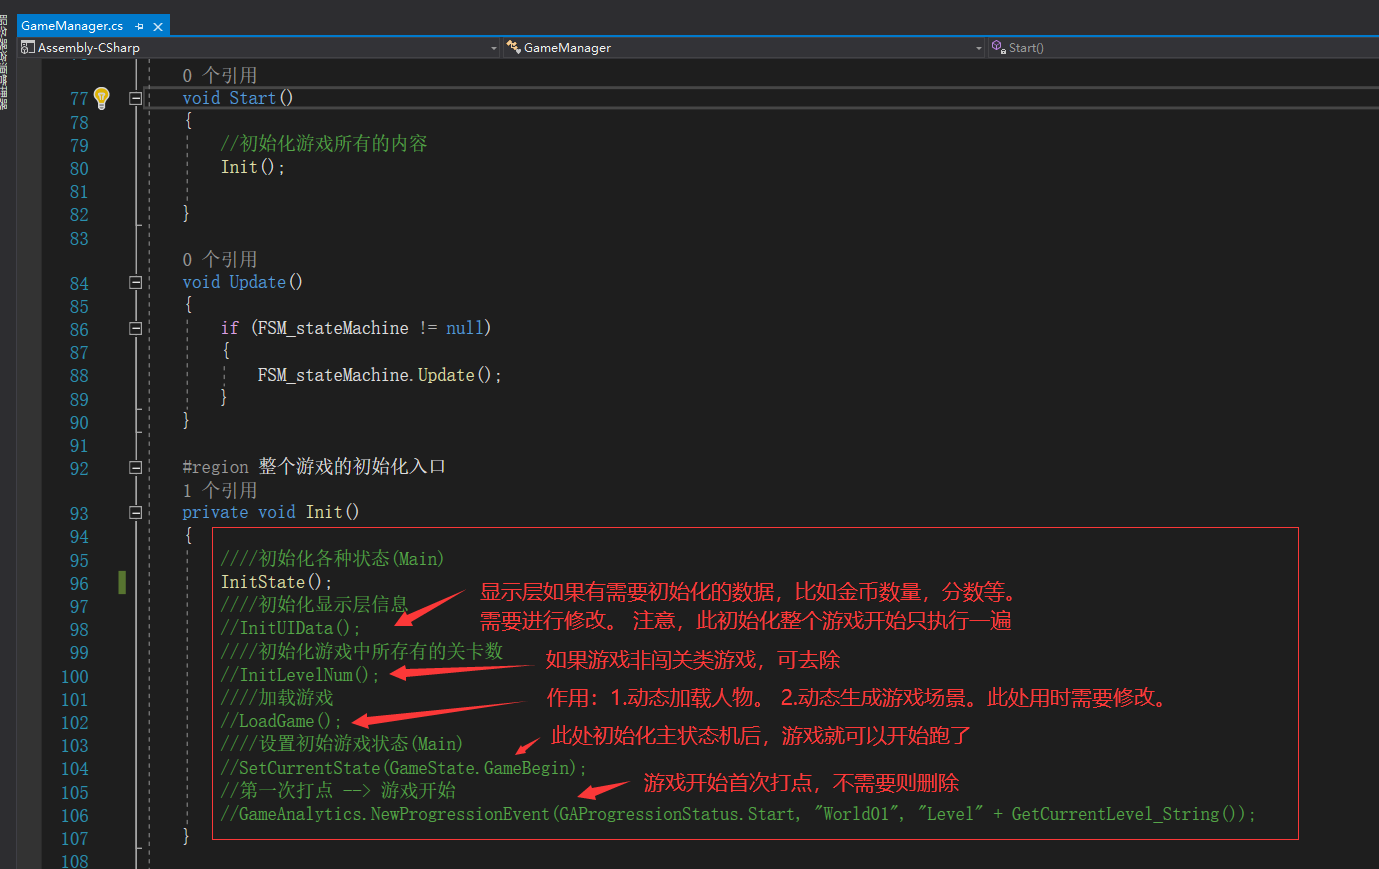 GameManager.cs
Assembly-CSharp
GameManager
Start()
服务器资源管理器
0 个引用
77 void Start()
78 {
79 //初始化游戏所有的内容
80 Init();
81
82 }
83
0 个引用
84 void Update()
85 {
86 if (FSM_stateMachine != null)
87 {
88 FSM_stateMachine.Update();
89 }
90 }
91
92 #region 整个游戏的初始化入口
1 个引用
93 private void Init()
94 {
95 ////初始化各种状态(Main)
96 InitState();
97 ////初始化显示层信息
显示层如果有需要初始化的数据，比如金币数量，分数等。
需要进行修改。 注意，此初始化整个游戏开始只执行一遍
98 //InitUIData();
99 ////初始化游戏中所存有的关卡数
如果游戏非闯关类游戏，可去除
100 //InitLevelNum();
101 ////加载游戏
作用：1.动态加载人物。 2.动态生成游戏场景。此处用时需要修改。
102 //LoadGame();
103 ////设置初始游戏状态(Main)
此处初始化主状态机后，游戏就可以开始跑了
104 //SetCurrentState(GameState.GameBegin);
105 //第一次打点 --> 游戏开始
游戏开始首次打点，不需要则删除
106 //GameAnalytics.NewProgressionEvent(GAProgressionStatus.Start, "World01", "Level" + GetCurrentLevel_String());
107 }
108